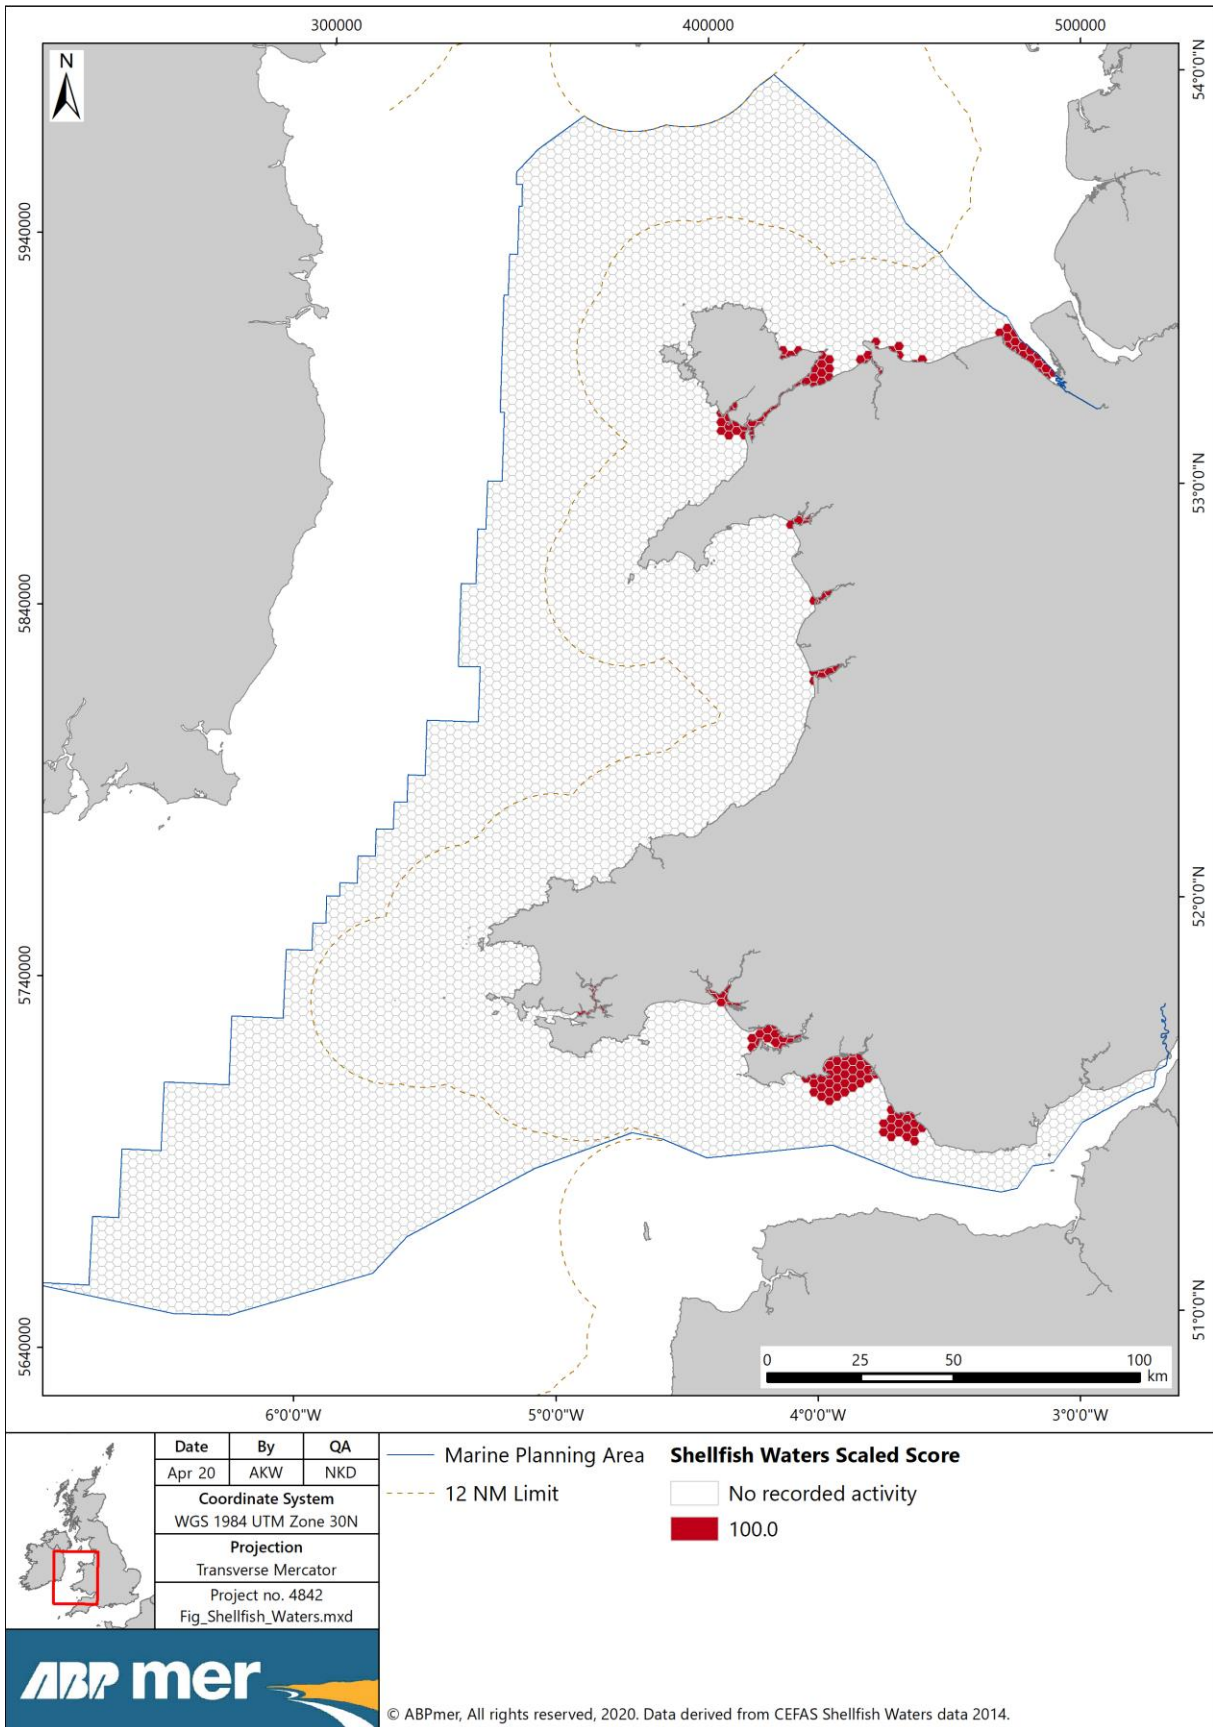 300000
400000
500000
N
54°0'0"N
5940000
53°0'0"N
5840000
52°0'0"N
5740000
51°0'0"N
5640000
0
25
50
100
km
6°0'0"W
5°0'0"W
4°0'0"W
3°0'0"W
Date
By
QA
Apr 20
AKW
NKD
Coordinate System
WGS 1984 UTM Zone 30N
Projection
Transverse Mercator
Project no. 4842
Fig_Shellfish_Waters.mxd
ABPmer
Marine Planning Area
12 NM Limit
Shellfish Waters Scaled Score
No recorded activity
100.0
© ABPmer, All rights reserved, 2020. Data derived from CEFAS Shellfish Waters data 2014.